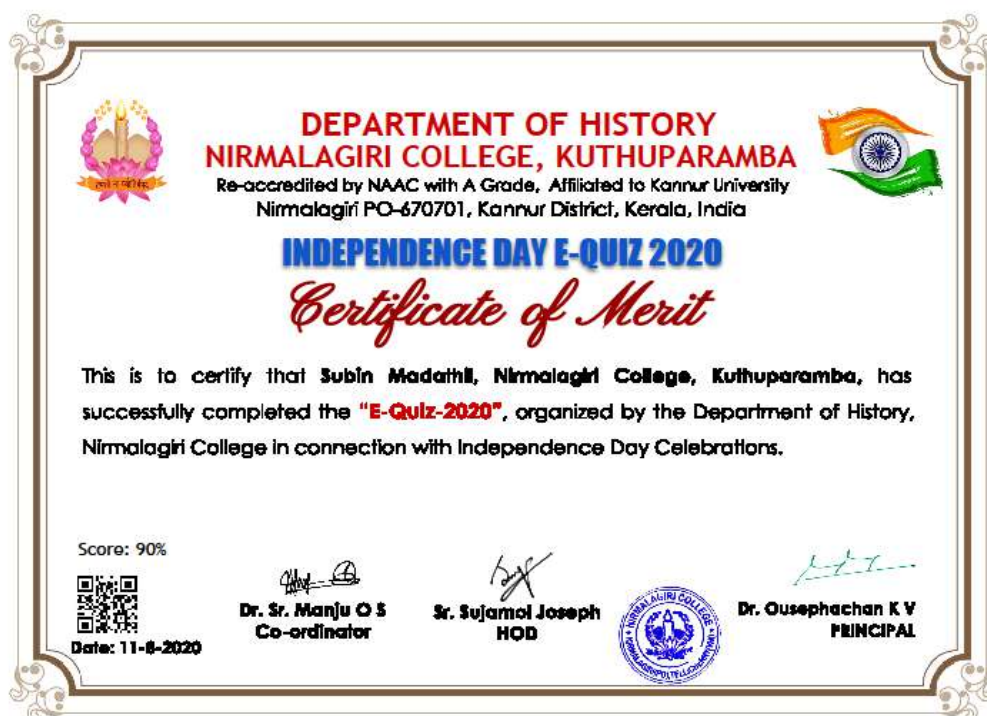 DEPARTMENT OF HISTORY
NIRMALAGIRI COLLEGE, KUTHUPARAMBA
Re-accredited by NAAC with A Grade, Affiliated to Kannur University
Nirmalagiri PO-670701, Kannur District, Kerala, India
INDEPENDENCE DAY E-QUIZ 2020
Certificate of Merit
This is to certify that Subin Madathil, Nirmalagiri College, Kuthuparamba, has
successfully completed the "E-Quiz-2020", organized by the Department of History,
Nirmalagiri College in connection with Independence Day Celebrations.
Score: 90%
Date: 11-8-2020
Dr. Sr. Manju O S
Co-ordinator
Sr. Sujamol Joseph
HOD
NIRMALAGIRI COLLEGE
Dr. Ousephachan K V
PRINCIPAL